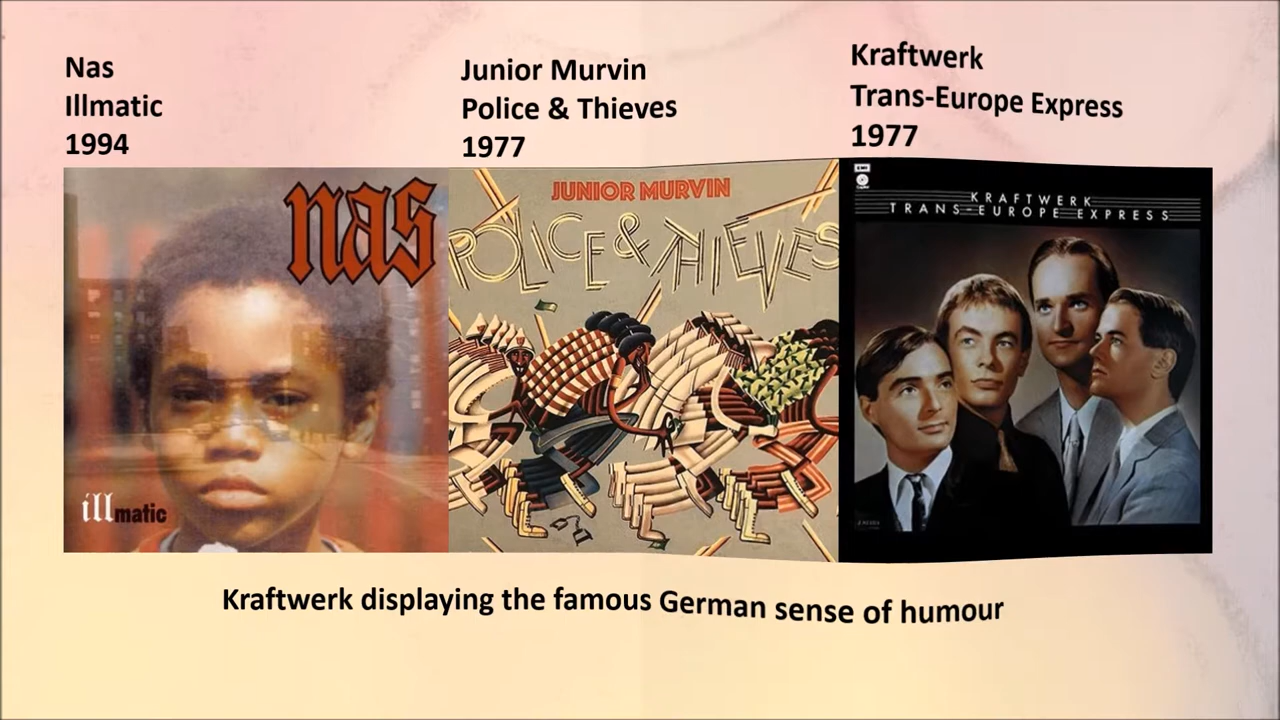 Nas
Illmatic
1994
Junior Murvin
Police & Thieves
1977
Kraftwerk
Trans-Europe Express
1977
nas
illmatic
JUNIOR MURVIN
POLICE & THIEVES
EMI
KRAFTWERK
TRANS-EUROPE EXPRESS
Kraftwerk displaying the famous German sense of humour